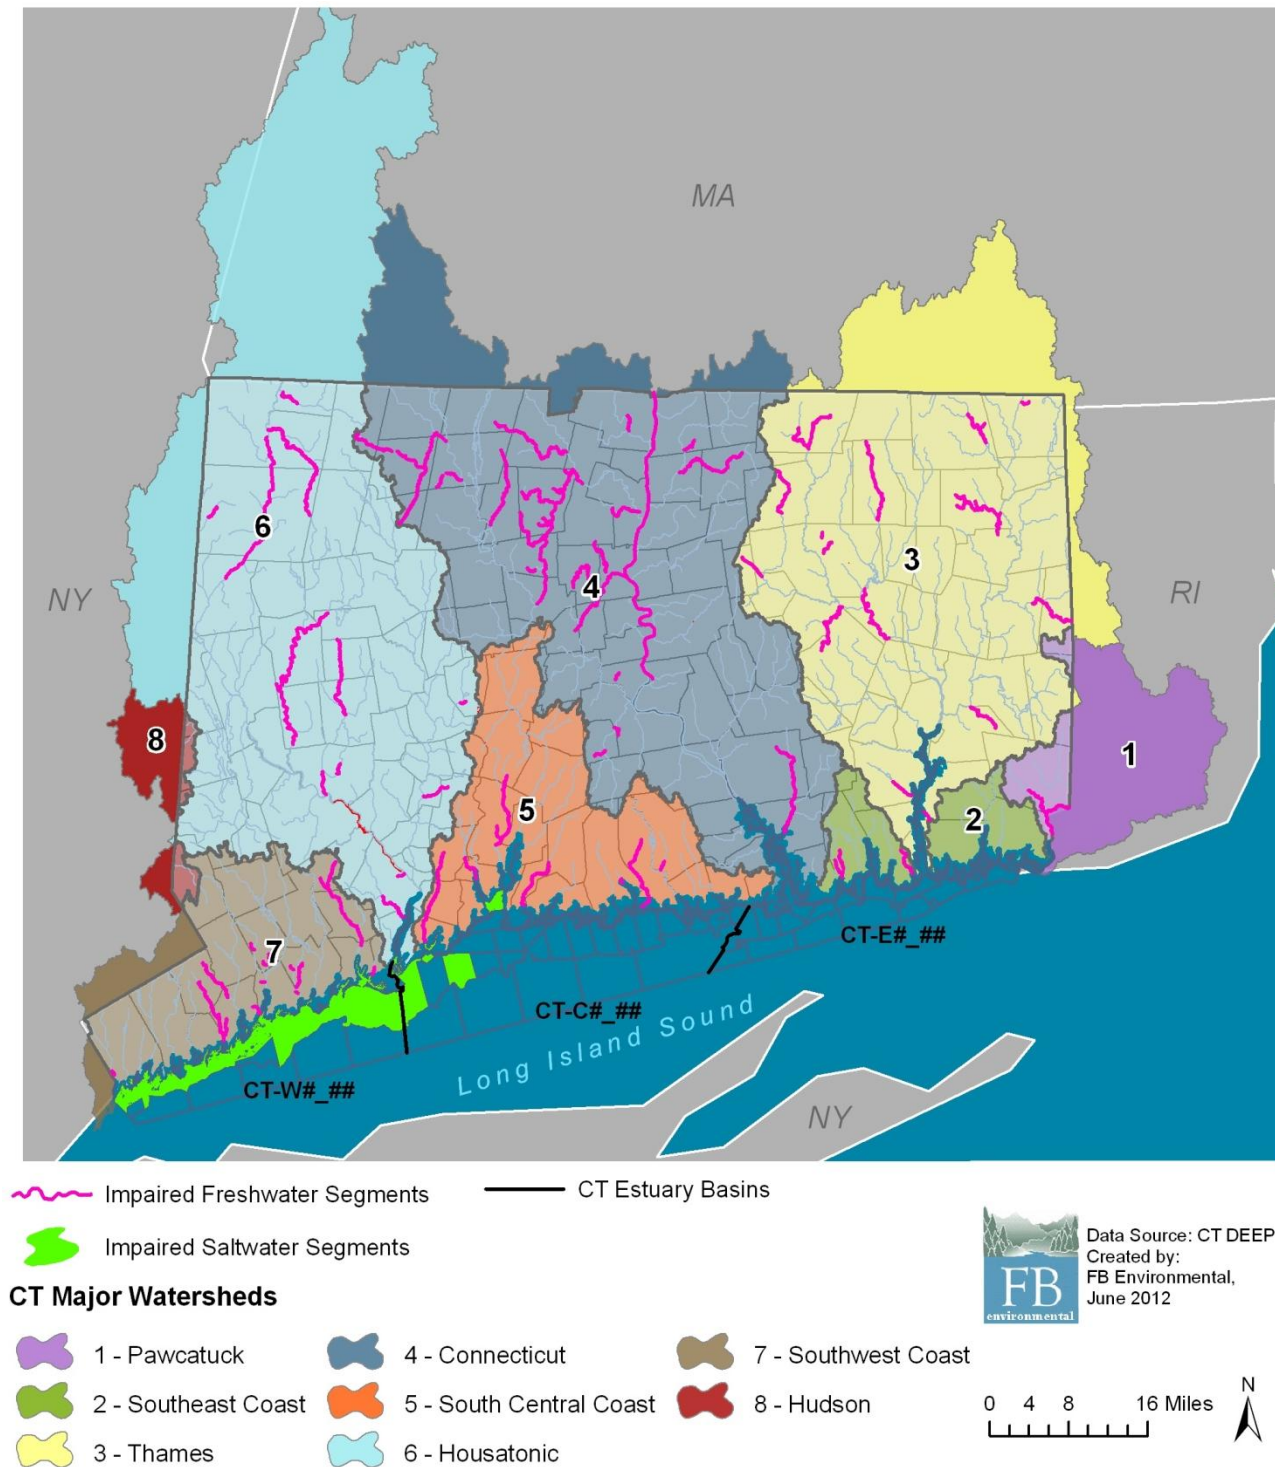 MA
NY
RI
6
3
4
8
1
5
2
7
CT-E#_##
CT-C#_##
CT-W#_##
Long Island Sound
NY
Impaired Freshwater Segments
CT Estuary Basins
Impaired Saltwater Segments
CT Major Watersheds
1 - Pawcatuck
2 - Southeast Coast
3 - Thames
4 - Connecticut
5 - South Central Coast
6 - Housatonic
7 - Southwest Coast
8 - Hudson
FB
environmental
Data Source: CT DEEP
Created by:
FB Environmental,
June 2012
N
0 4 8 16 Miles